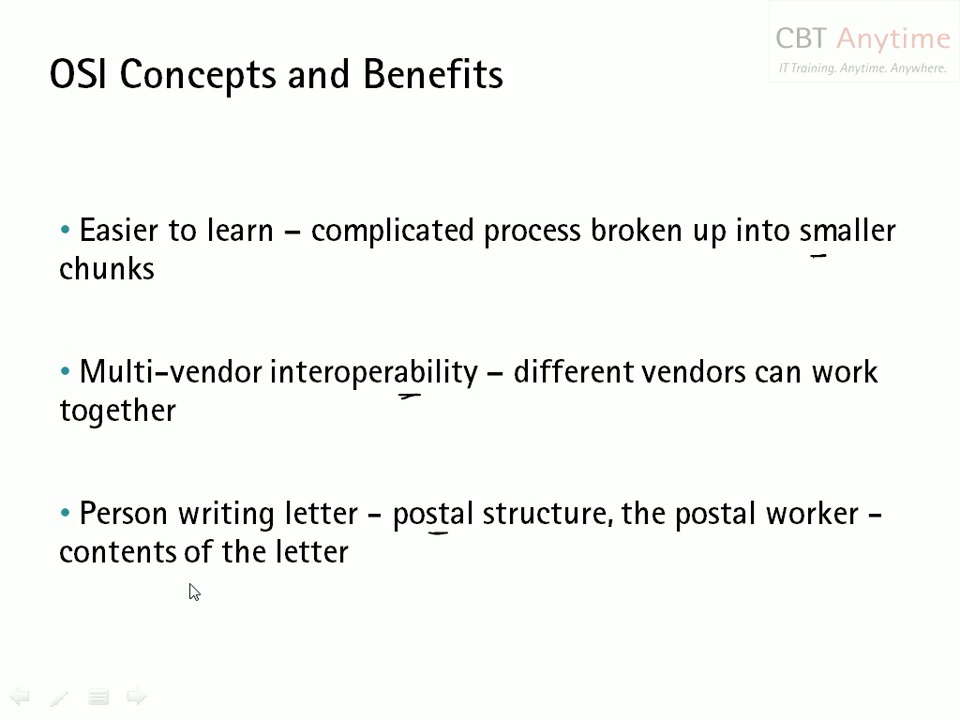 CBT Anytime
IT Training. Anytime. Anywhere.
OSI Concepts and Benefits
• Easier to learn – complicated process broken up into smaller
chunks
• Multi-vendor interoperability – different vendors can work
together
• Person writing letter - postal structure, the postal worker -
contents of the letter